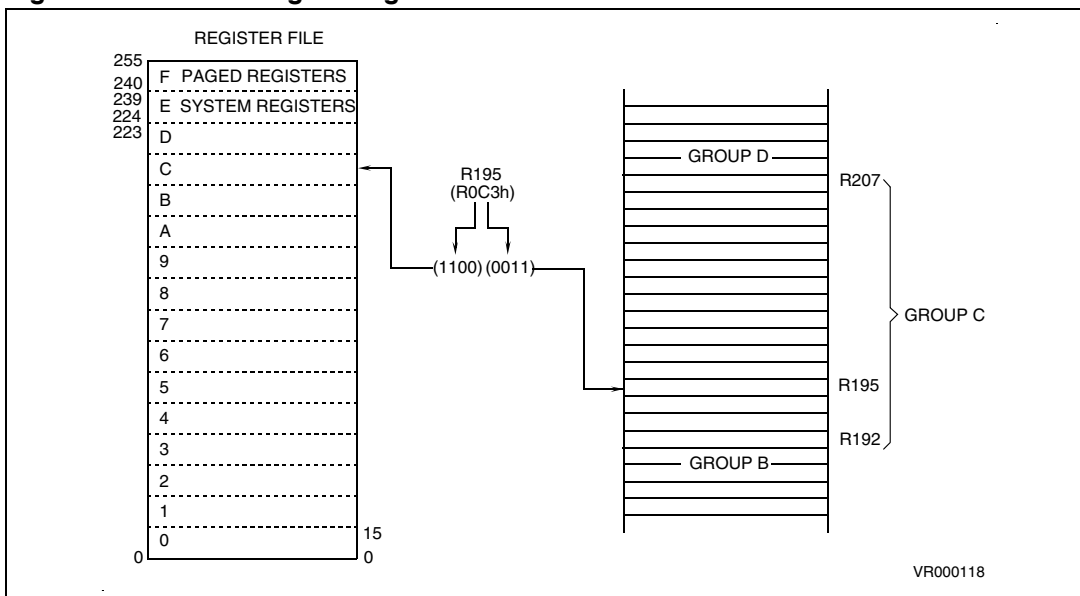 REGISTER FILE
255
240
239
224
223
F PAGED REGISTERS
E SYSTEM REGISTERS
D
C
B
A
9
8
7
6
5
4
3
2
1
0
15
0
0
R195
(R0C3h)
(1100) (0011)
GROUP D
R207
GROUP C
R195
R192
GROUP B
VR000118